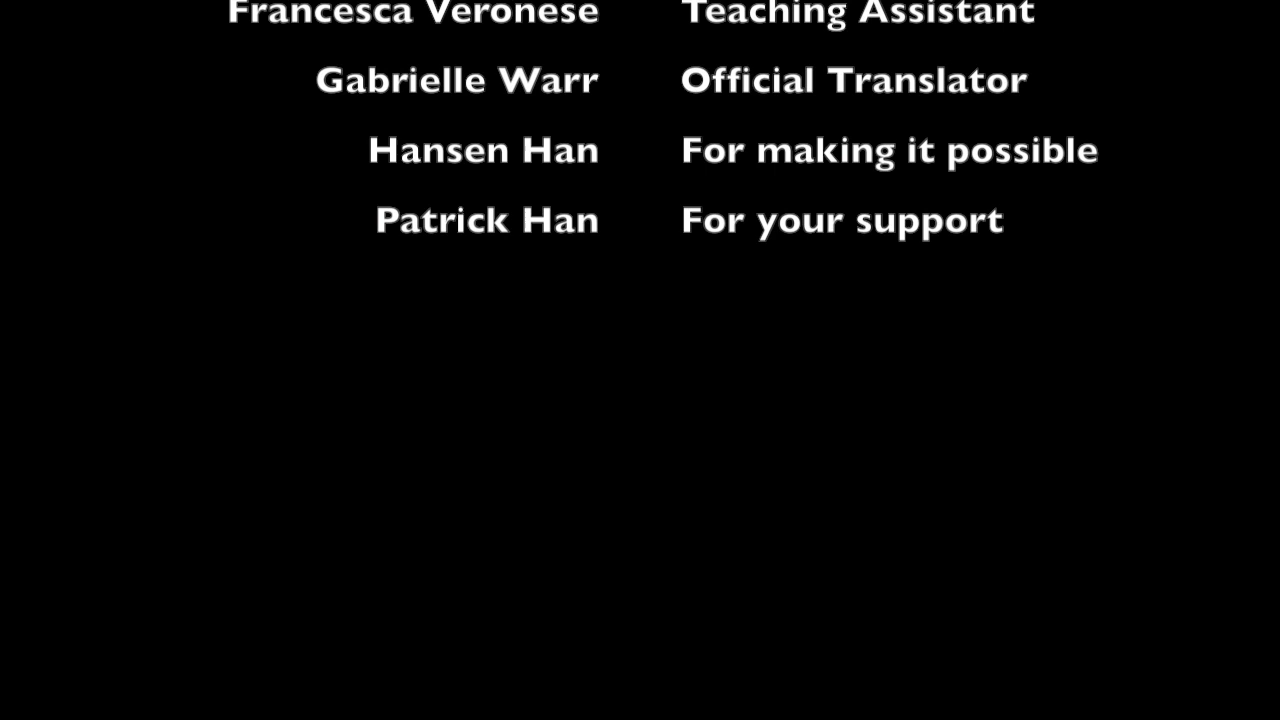 Francesca Veronese Teaching Assistant
Gabrielle Warr Official Translator
Hansen Han For making it possible
Patrick Han For your support